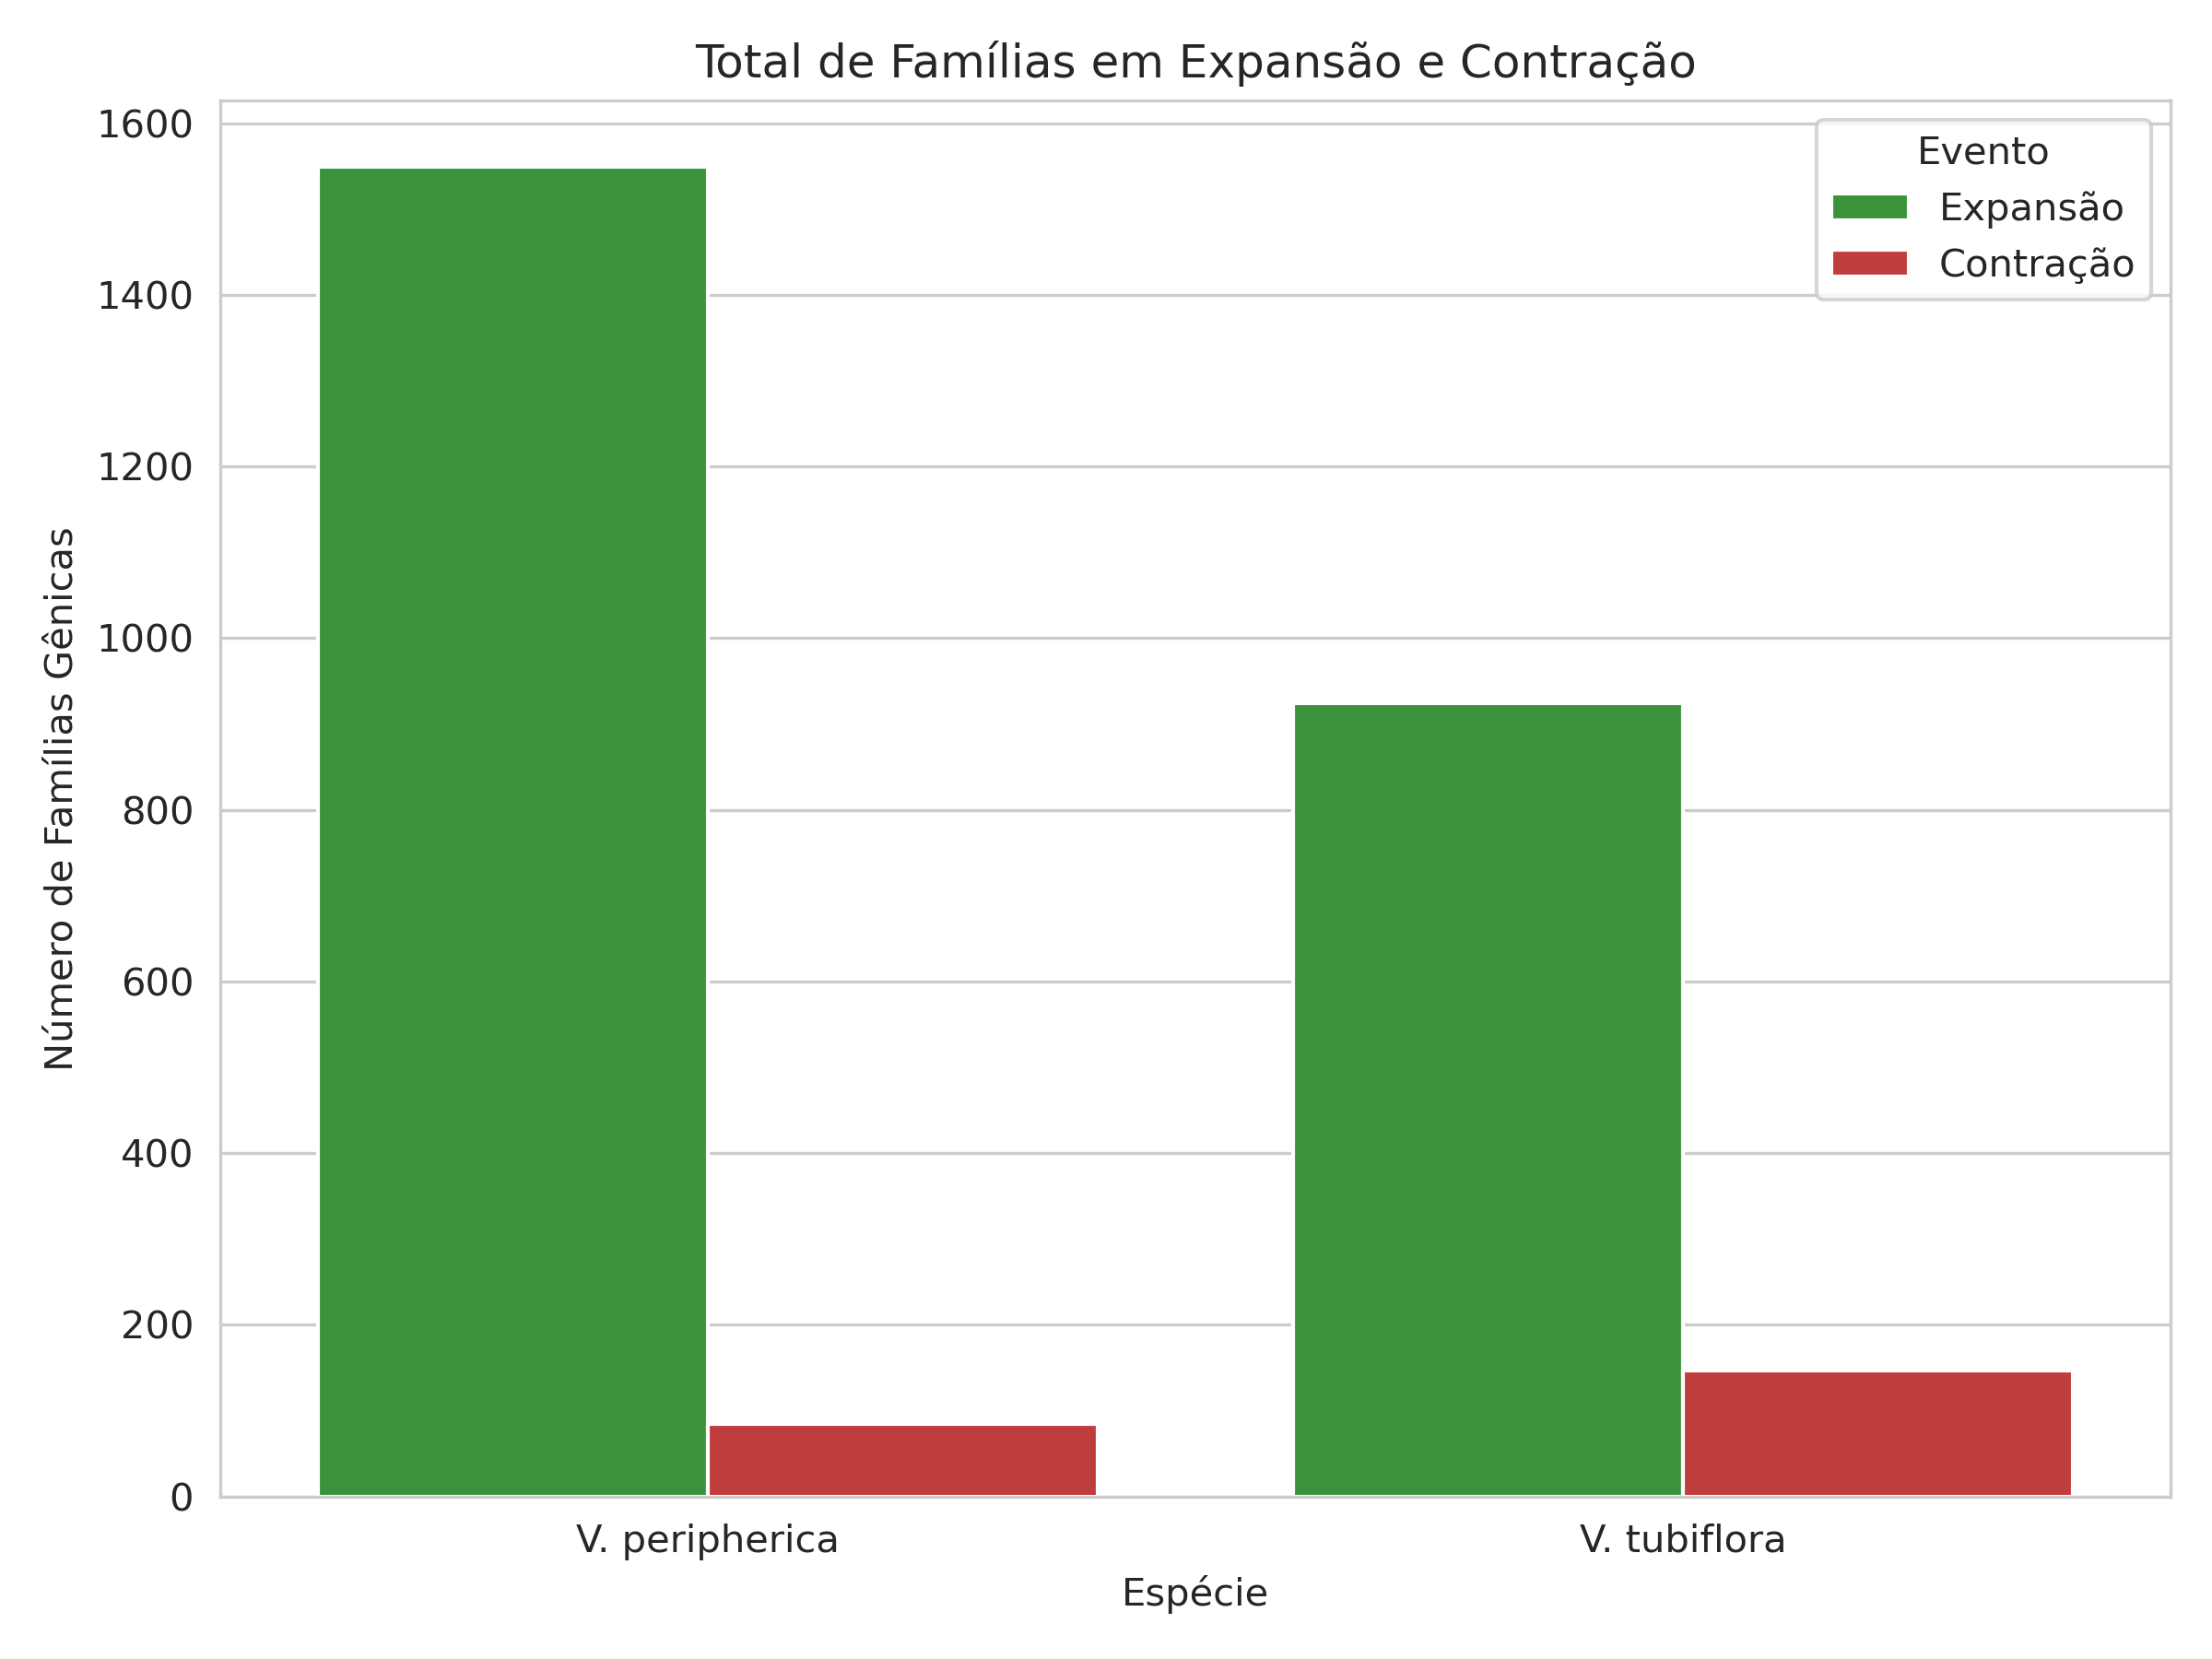 Total de Famílias em Expansão e Contração
Evento
Expansão
Contração
Número de Famílias Gênicas
1600
1400
1200
1000
800
600
400
200
0
V. peripherica
V. tubiflora
Espécie